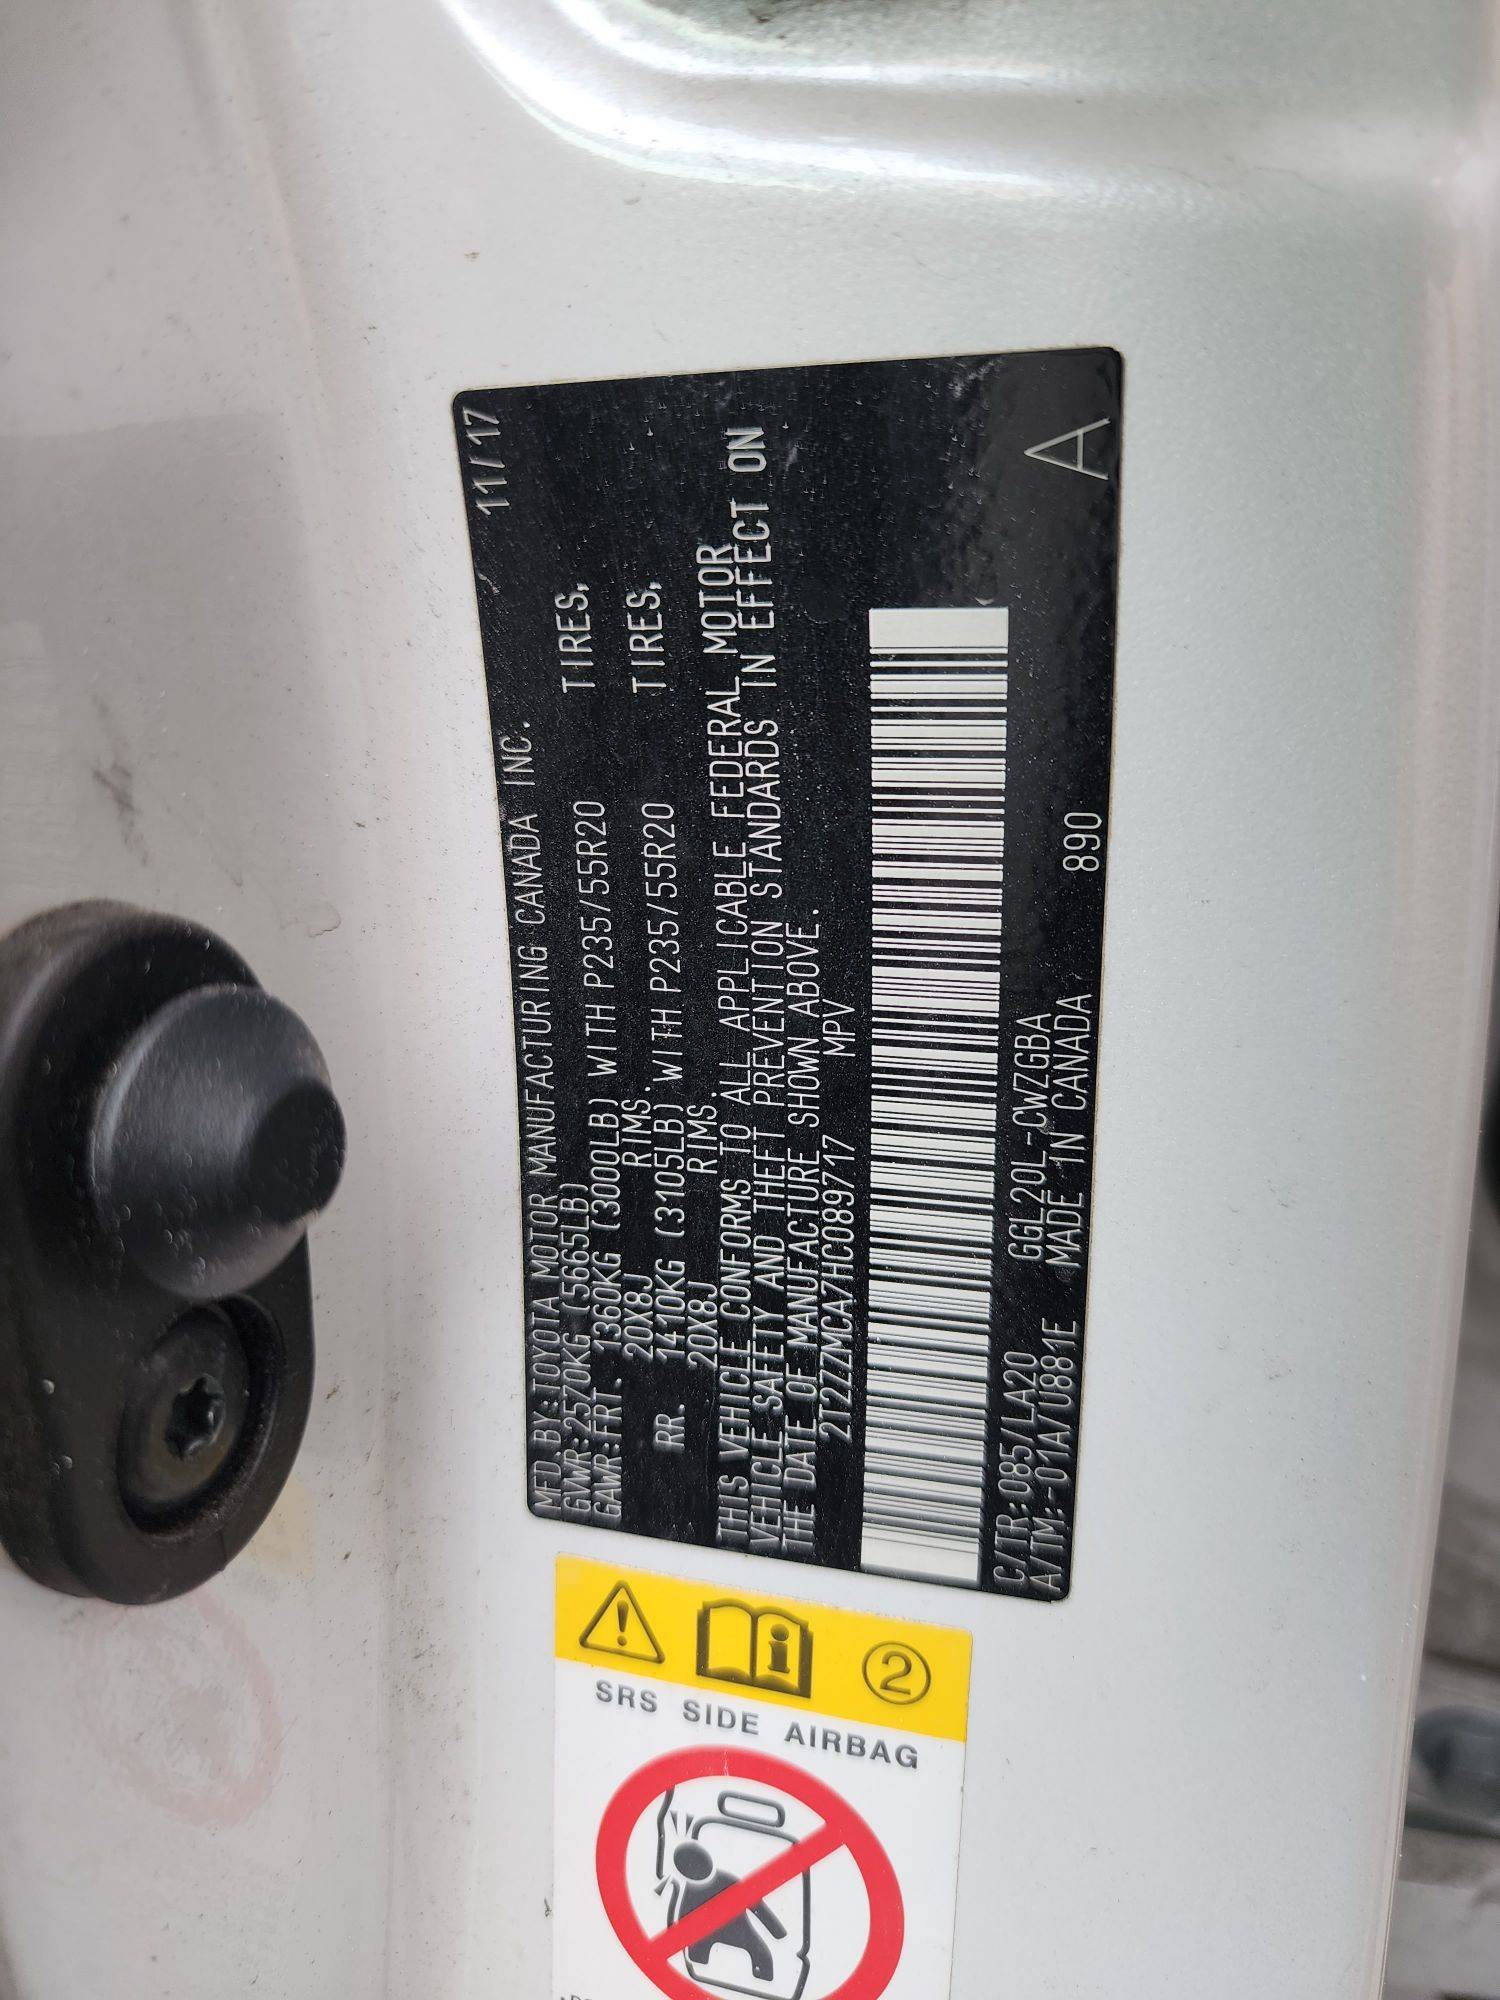 MFD. BY: TOYOTA MOTOR MANUFACTURING CANADA INC. 11/17
GVWR: 2570KG (5665LB)
GAWR: FRT. 1360KG (3000LB) WITH P235/55R20 TIRES,
20X8J RIMS.
RR. 1410KG (3105LB) WITH P235/55R20 TIRES,
20X8J RIMS.
THIS VEHICLE CONFORMS TO ALL APPLICABLE FEDERAL MOTOR
VEHICLE SAFETY AND THEFT PREVENTION STANDARDS IN EFFECT ON
THE DATE OF MANUFACTURE SHOWN ABOVE.
2T2ZZMCA7HC089717 MPV
C/TR: 085/LA20 GGL20L-CWZGBA
A/TM: -01A/U881E MADE IN CANADA 890 A
2
SRS SIDE AIRBAG